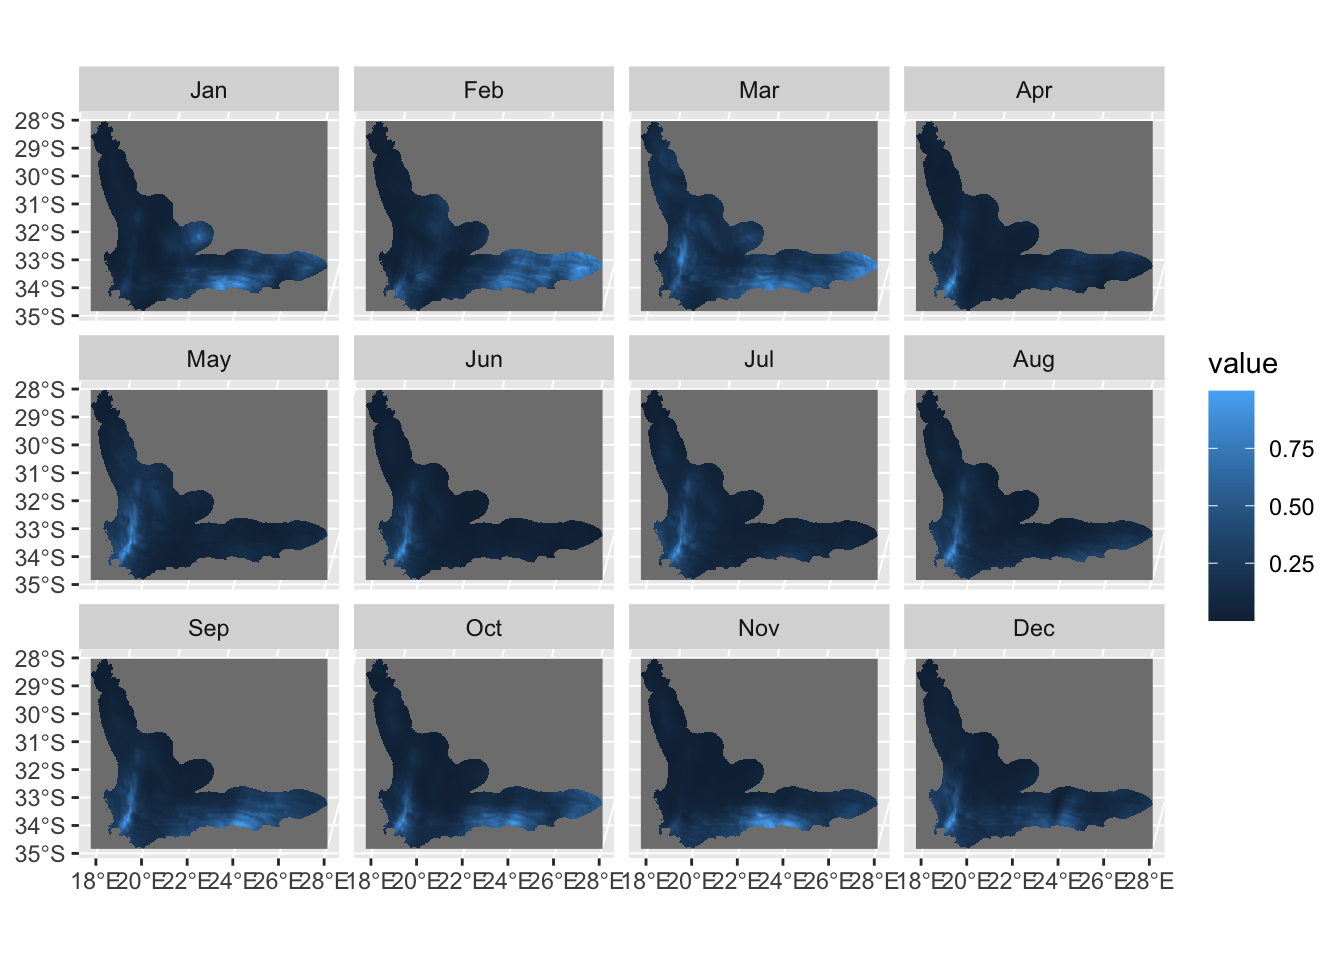 Jan Feb Mar Apr
28°S
29°S
30°S
31°S
32°S
33°S
34°S
35°S
May Jun Jul Aug
28°S
29°S
30°S
31°S
32°S
33°S
34°S
35°S
value
0.75
0.50
0.25
Sep Oct Nov Dec
28°S
29°S
30°S
31°S
32°S
33°S
34°S
35°S
18°E 20°E 22°E 24°E 26°E 28°E 18°E 20°E 22°E 24°E 26°E 28°E 18°E 20°E 22°E 24°E 26°E 28°E 18°E 20°E 22°E 24°E 26°E 28°E